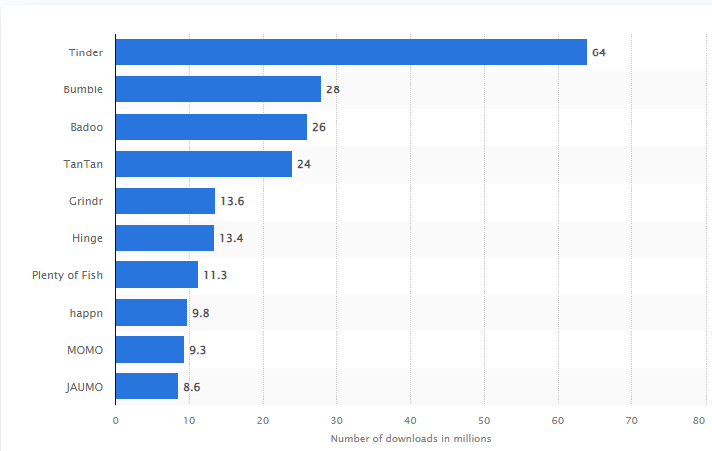 Tinder 64
Bumble 28
Badoo 26
TanTan 24
Grindr 13.6
Hinge 13.4
Plenty of Fish 11.3
happn 9.8
MOMO 9.3
JAUMO 8.6
0 10 20 30 40 50 60 70 80
Number of downloads in millions